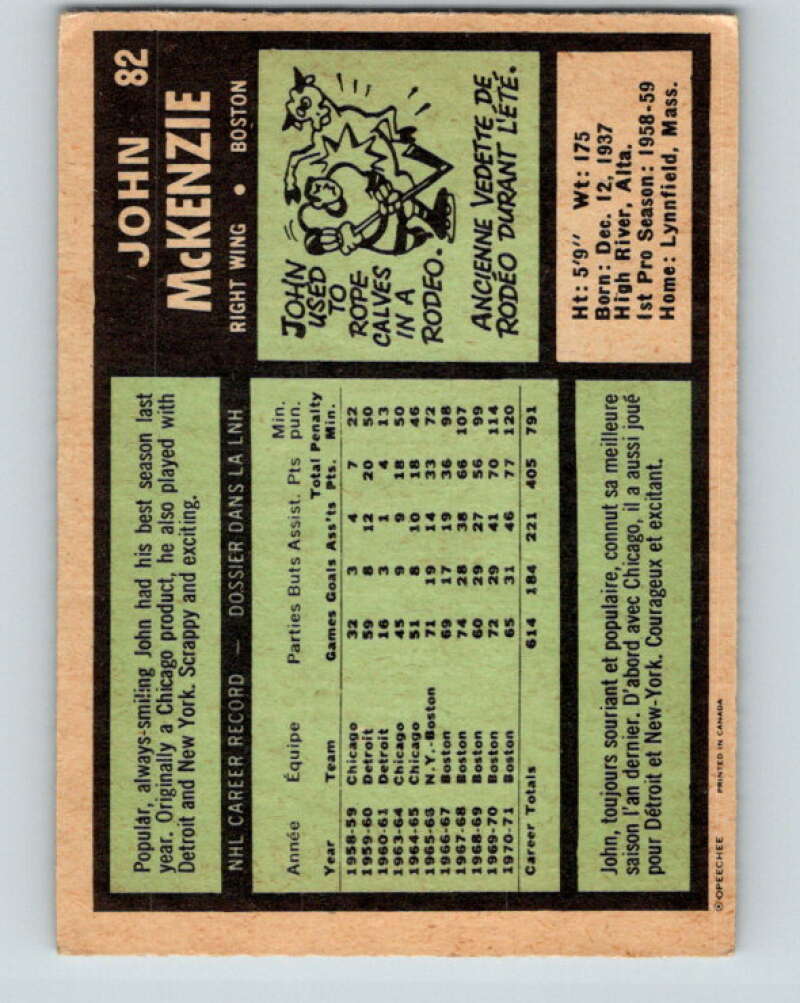 JOHN 82
McKENZIE
RIGHT WING • BOSTON
Popular, always-smiling John had his best season last
year. Originally a Chicago product, he also played with
Detroit and New York. Scrappy and exciting.
JOHN
USED
TO
ROPE
CALVES
IN A
RODEO.
ANCIENNE VEDETTE DE
RODÉO DURANT L'ÉTÉ.
NHL CAREER RECORD — DOSSIER DANS LA LNH
Année Équipe Parties Buts Assist. Pts Min. pun.
Year Team Games Goals Ass'ts Total Pts. Penalty Min.
1958-59 Chicago 32 3 4 7 22
1959-60 Detroit 59 8 12 20 50
1960-61 Detroit 16 3 1 4 13
1963-64 Chicago 45 9 9 18 50
1964-65 Chicago 51 8 10 18 46
1965-66 N.Y.-Boston 71 19 14 33 72
1966-67 Boston 69 17 19 36 98
1967-68 Boston 74 28 38 66 107
1968-69 Boston 60 29 27 56 99
1969-70 Boston 72 29 41 70 114
1970-71 Boston 65 31 46 77 120
Career Totals 614 184 221 405 791
Ht: 5'9" Wt: 175
Born: Dec. 12, 1937
High River, Alta.
1st Pro Season: 1958-59
Home: Lynnfield, Mass.
John, toujours souriant et populaire, connut sa meilleure
saison l'an dernier. D'abord avec Chicago, il a aussi joué
pour Détroit et New-York. Courageux et excitant.
© OPEECHEE PRINTED IN CANADA